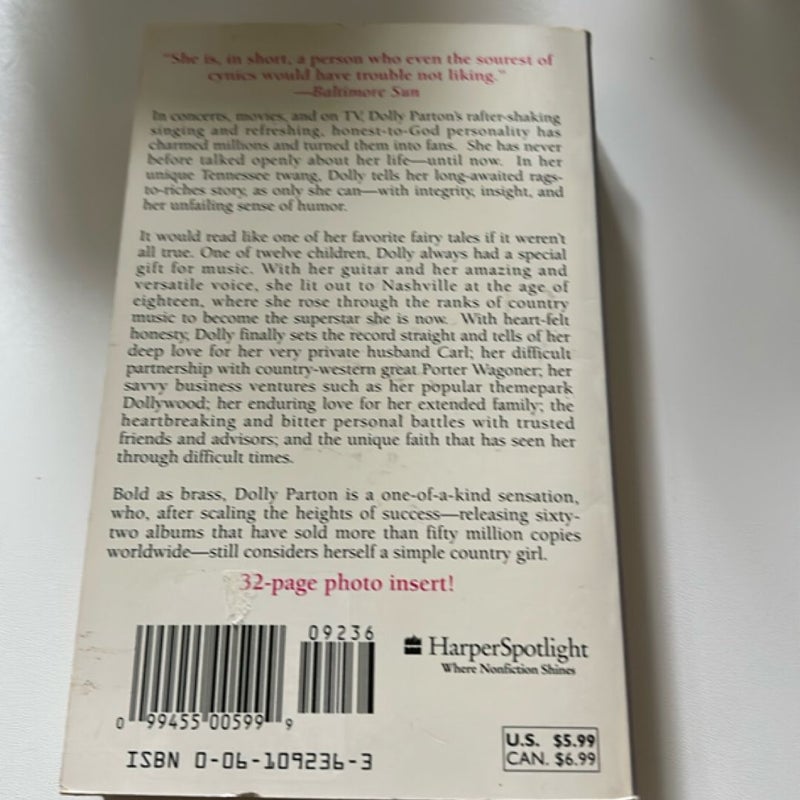 "She is, in short, a person who even the sourest of
cynics would have trouble not liking."
—Baltimore Sun
In concerts, movies, and on TV, Dolly Parton's rafter-shaking
singing and refreshing, honest-to-God personality has
charmed millions and turned them into fans. She has never
before talked openly about her life—until now. In her
unique Tennessee twang, Dolly tells her long-awaited rags-
to-riches story, as only she can—with integrity, insight, and
her unfailing sense of humor.
It would read like one of her favorite fairy tales if it weren't
all true. One of twelve children, Dolly always had a special
gift for music. With her guitar and her amazing and
versatile voice, she lit out to Nashville at the age of
eighteen, where she rose through the ranks of country
music to become the superstar she is now. With heart-felt
honesty, Dolly finally sets the record straight and tells of her
deep love for her very private husband Carl; her difficult
partnership with country-western great Porter Wagoner; her
savvy business ventures such as her popular themepark
Dollywood; her enduring love for her extended family; the
heartbreaking and bitter personal battles with trusted
friends and advisors; and the unique faith that has seen her
through difficult times.
Bold as brass, Dolly Parton is a one-of-a-kind sensation,
who, after scaling the heights of success—releasing sixty-
two albums that have sold more than fifty million copies
worldwide—still considers herself a simple country girl.
32-page photo insert!
09236
HarperSpotlight
Where Nonfiction Shines
0 99455 00599 9
U.S. $5.99
CAN. $6.99
ISBN 0-06-109236-3